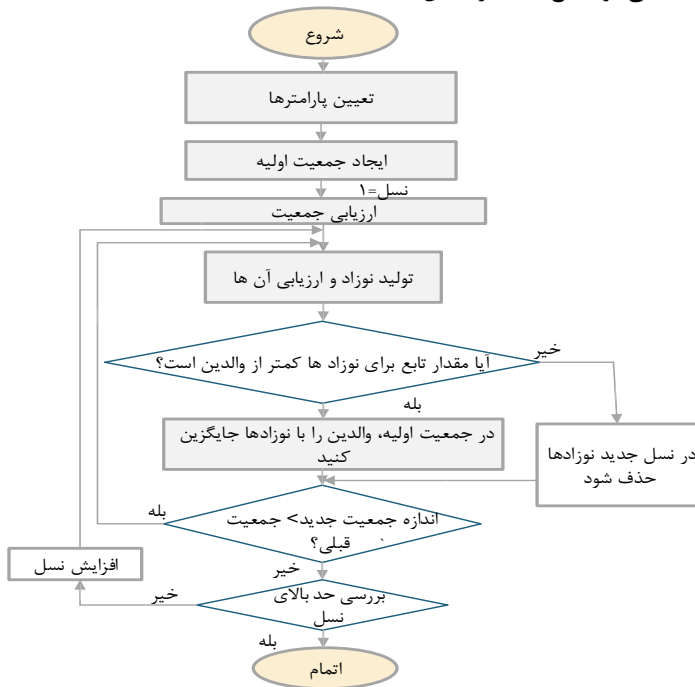 شروع
تعیین پارامترها
ایجاد جمعیت اولیه
نسل=۱
ارزیابی جمعیت
تولید نوزاد و ارزیابی آن ها
آیا مقدار تابع برای نوزاد ها کمتر از والدین است؟
خیر
بله
در جمعیت اولیه، والدین را با نوزادها جایگزین
کنید
در نسل جدید نوزادها
حذف شود
اندازه جمعیت جدید> جمعیت
قبلی؟
بله
خیر
افزایش نسل
بررسی حد بالای
نسل
خیر
بله
اتمام